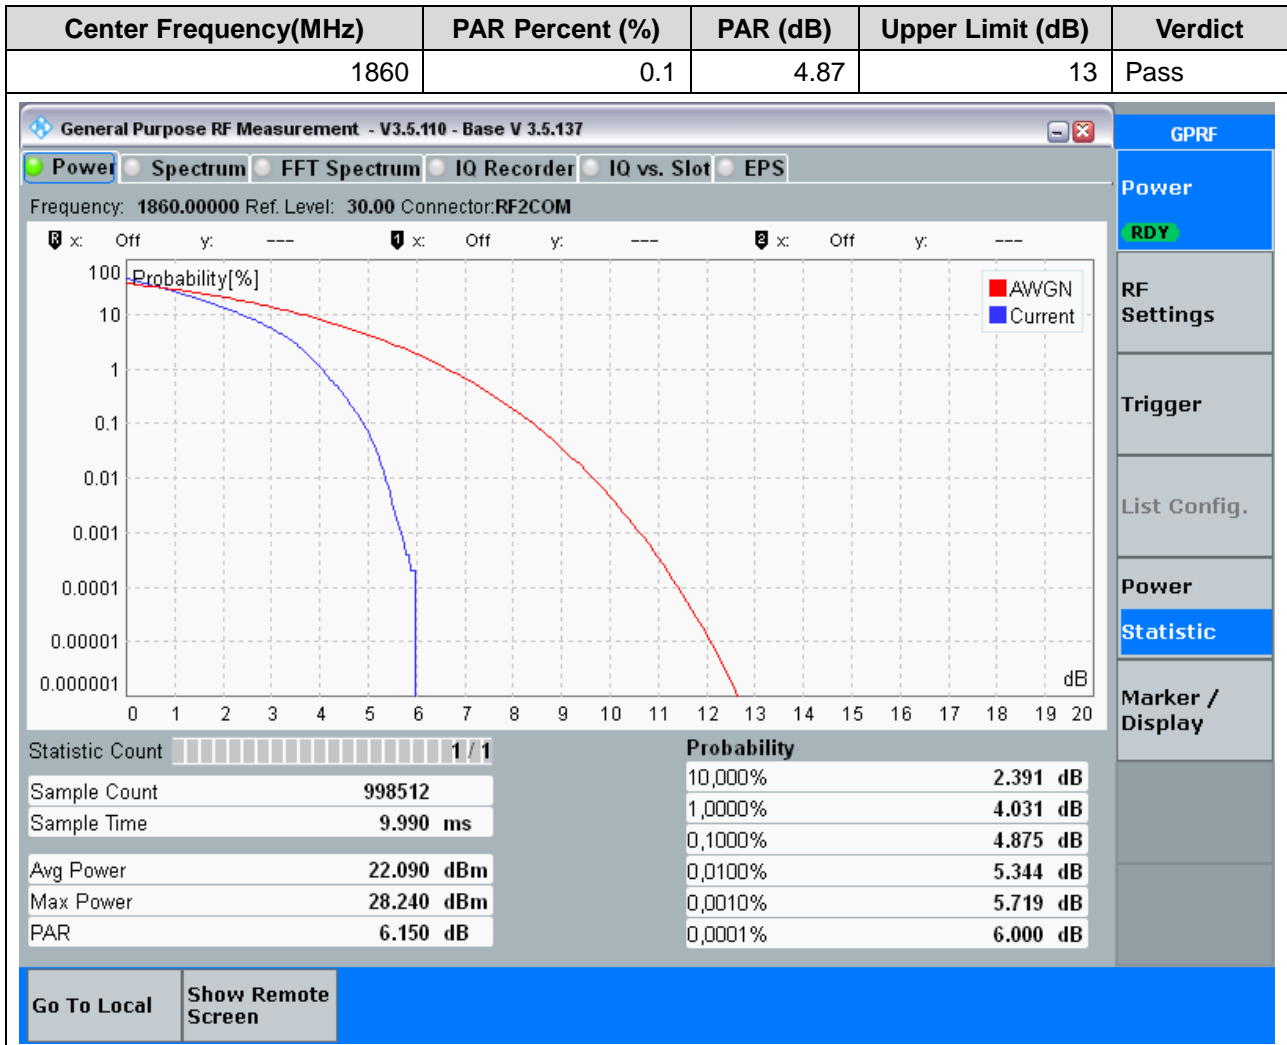 Center Frequency(MHz) PAR Percent (%) PAR (dB) Upper Limit (dB) Verdict
1860 0.1 4.87 13 Pass
General Purpose RF Measurement - V3.5.110 - Base V 3.5.137
GPRF
Power Spectrum FFT Spectrum IQ Recorder IQ vs. Slot EPS
Frequency: 1860.00000 Ref. Level: 30.00 Connector:RF2COM
R x: Off y: --- 1 x: Off y: --- 2 x: Off y: ---
Probability[%]
AWGN
Current
100
10
1
0.1
0.01
0.001
0.0001
0.00001
0.000001
dB
0 1 2 3 4 5 6 7 8 9 10 11 12 13 14 15 16 17 18 19 20
Statistic Count 1 / 1
Sample Count 998512
Sample Time 9.990 ms
Avg Power 22.090 dBm
Max Power 28.240 dBm
PAR 6.150 dB
Probability
10,000% 2.391 dB
1,0000% 4.031 dB
0,1000% 4.875 dB
0,0100% 5.344 dB
0,0010% 5.719 dB
0,0001% 6.000 dB
Power
RDY
RF
Settings
Trigger
List Config.
Power
Statistic
Marker /
Display
Go To Local
Show Remote
Screen